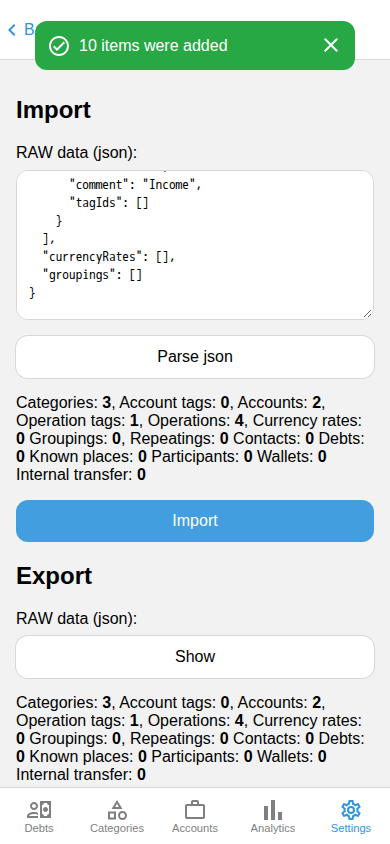 B
10 items were added
Import
RAW data (json):
"comment": "Income",
"tagIds": []
}
],
"currencyRates": [],
"groupings": []
}
Parse json
Categories: 3, Account tags: 0, Accounts: 2,
Operation tags: 1, Operations: 4, Currency rates:
0 Groupings: 0, Repeatings: 0 Contacts: 0 Debts:
0 Known places: 0 Participants: 0 Wallets: 0
Internal transfer: 0
Import
Export
RAW data (json):
Show
Categories: 3, Account tags: 0, Accounts: 2,
Operation tags: 1, Operations: 4, Currency rates:
0 Groupings: 0, Repeatings: 0 Contacts: 0 Debts:
0 Known places: 0 Participants: 0 Wallets: 0
Internal transfer: 0
Debts
Categories
Accounts
Analytics
Settings